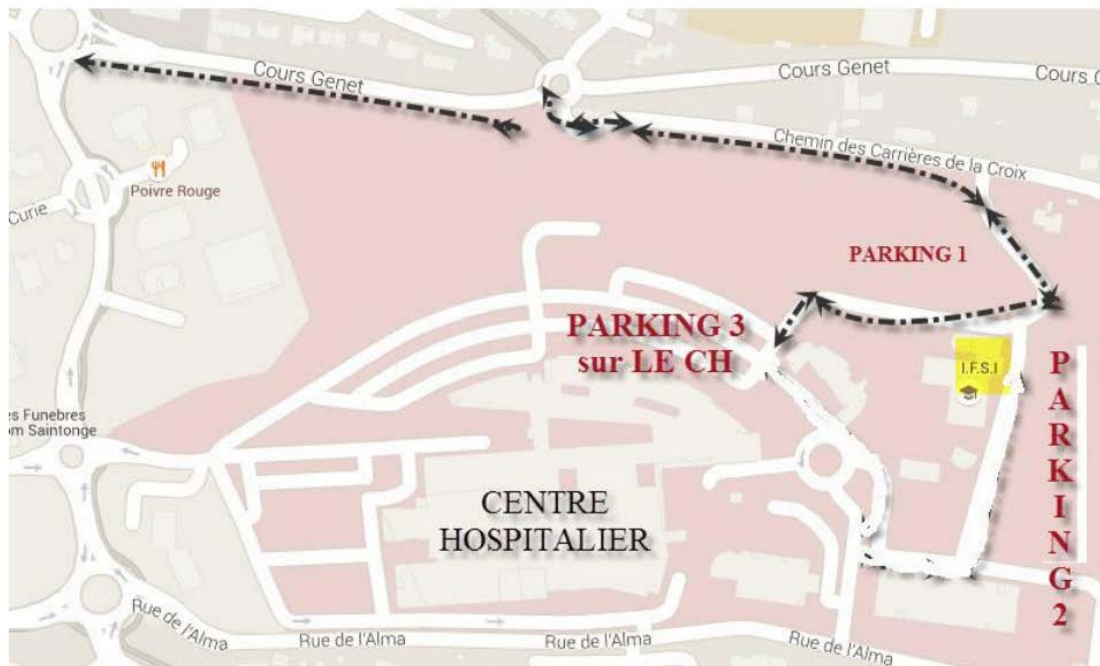 Cours Genet
Cours Genet
Cours G
Chemin des Carrières de la Croix
Poivre Rouge
Curie
PARKING 1
PARKING 3
sur LE CH
I.F.S.I
PARKING 2
es Funebres
om Saintonge
CENTRE
HOSPITALIER
Rue de l'Alma
Rue de l'Alma
Rue de l'Alma
Rue de l'Alma